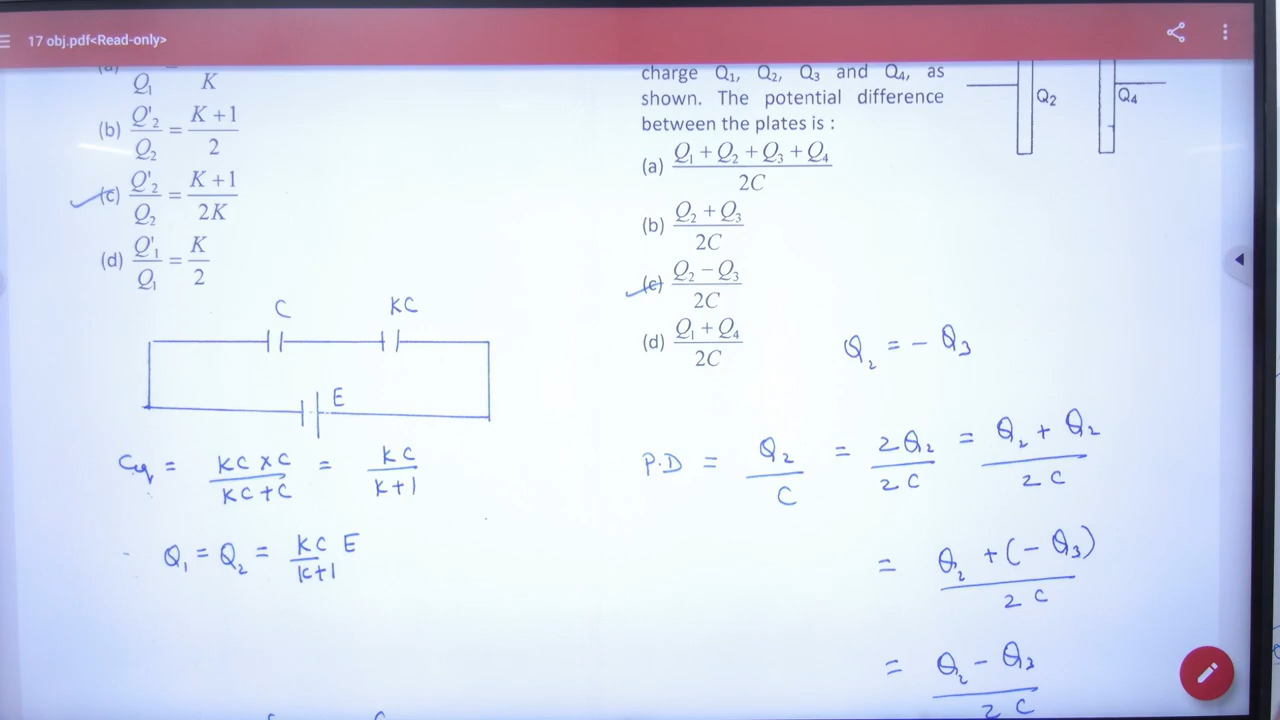 17 obj.pdf<Read-only>
Q₁ K
(b) Q'₂/Q₂ = K+1/2
(c) Q'₂/Q₂ = K+1/2K
(d) Q'₁/Q₁ = K/2
C KC
E
Cq = KC×C/KC+C = KC/K+1
Q₁ = Q₂ = KC E/K+1
charge Q₁, Q₂, Q₃ and Q₄, as
shown. The potential difference
between the plates is :
Q₂ Q₄
(a) Q₁+Q₂+Q₃+Q₄/2C
(b) Q₂+Q₃/2C
(c) Q₂−Q₃/2C
(d) Q₁+Q₄/2C
Q₂ = − Q₃
P.D = Q₂/C = 2Q₂/2C = Q₂+Q₂/2C
= Q₂+(−Q₃)/2C
= Q₂−Q₃/2C